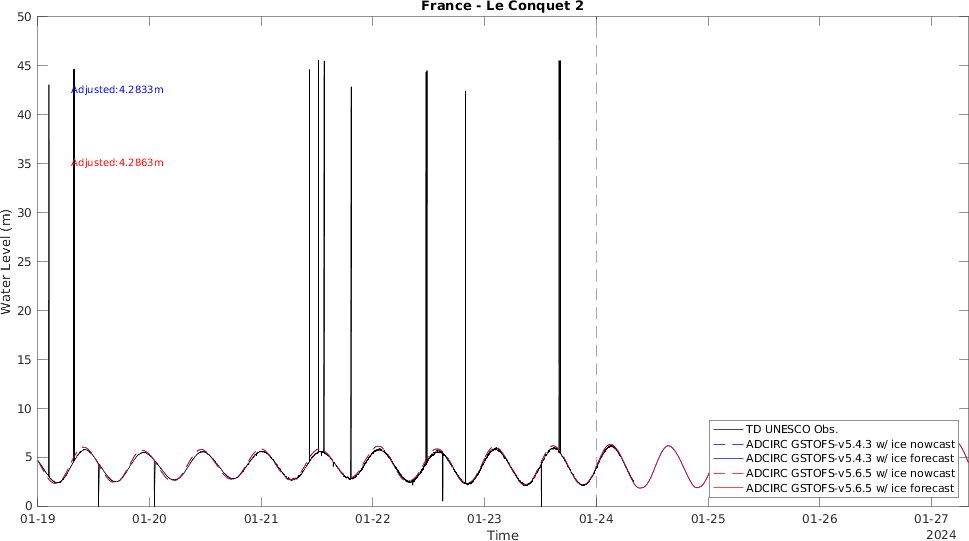 France - Le Conquet 2
50
45
40
35
30
25
20
15
10
5
0
Water Level (m)
Adjusted:4.2833m
Adjusted:4.2863m
TD UNESCO Obs.
ADCIRC GSTOFS-v5.4.3 w/ ice nowcast
ADCIRC GSTOFS-v5.4.3 w/ ice forecast
ADCIRC GSTOFS-v5.6.5 w/ ice nowcast
ADCIRC GSTOFS-v5.6.5 w/ ice forecast
01-19 01-20 01-21 01-22 01-23 01-24 01-25 01-26 01-27
Time
2024